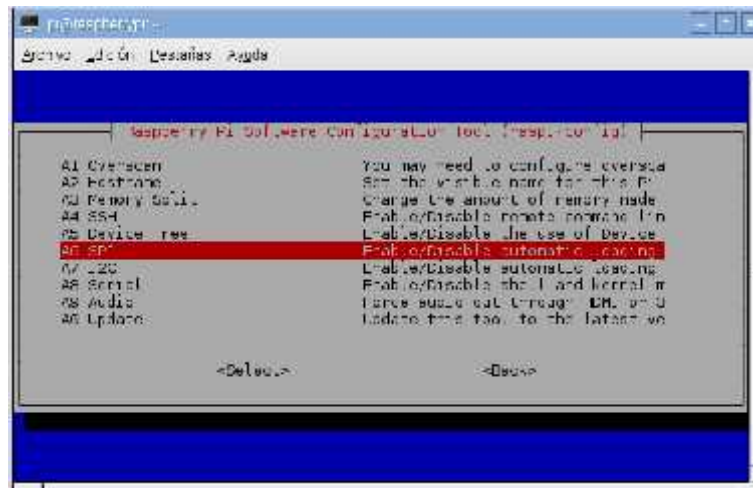 pi@raspberrypi: ~
Archivo Edición Pestañas Ayuda
Raspberry Pi Software Configuration Tool (raspi-config)
A1 Overscan You may need to configure oversca
A2 Hostname Set the visible name for this Pi
A3 Memory Split Change the amount of memory made
A4 SSH Enable/Disable remote command lin
A5 Device Tree Enable/Disable the use of Device
A6 SPI Enable/Disable automatic loading
A7 I2C Enable/Disable automatic loading
A8 Serial Enable/Disable shell and kernel m
A9 Audio Force audio out through HDMI or 3
A0 Update Update this tool to the latest ve
<Select> <Back>